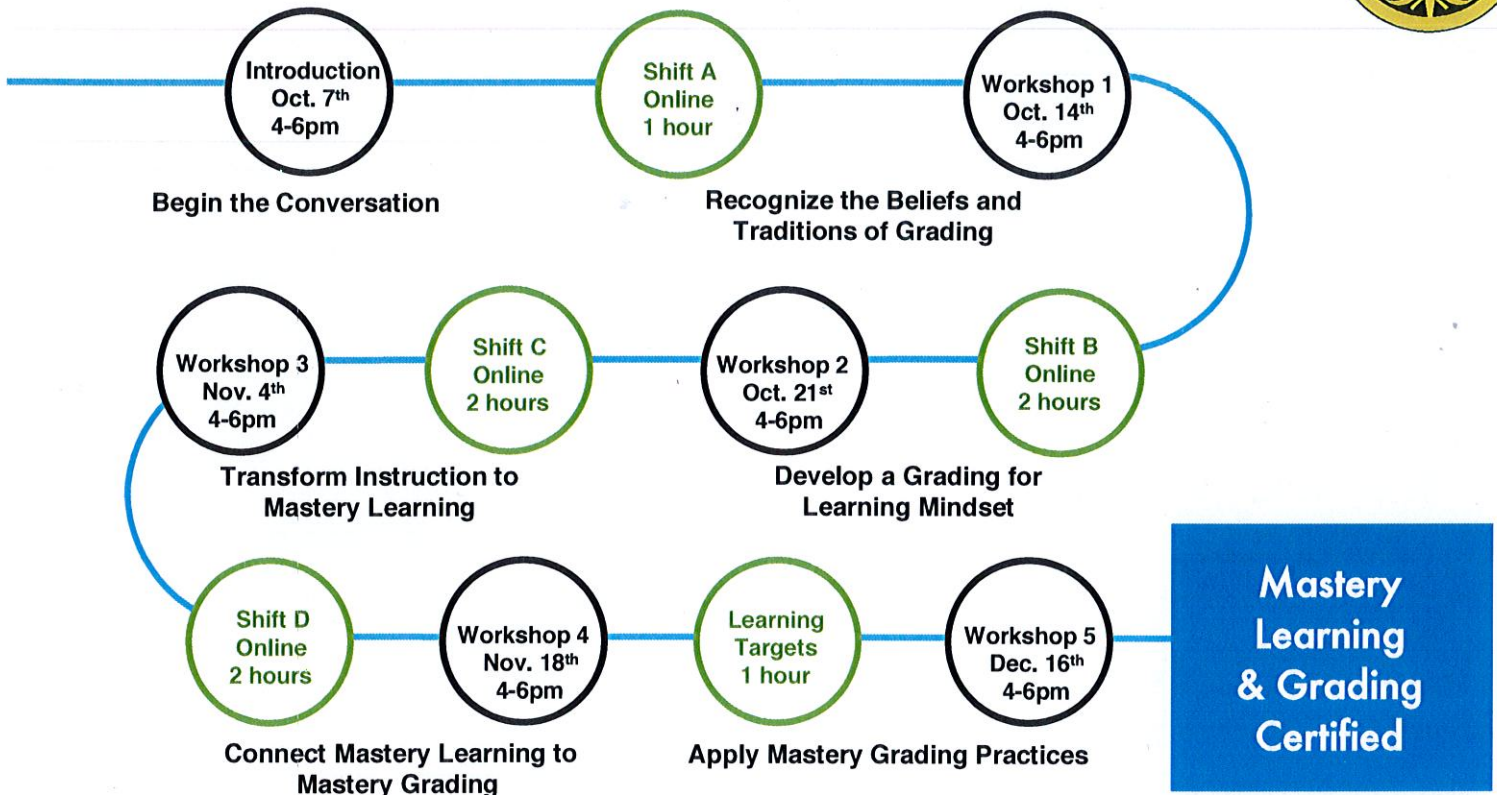 Introduction
Oct. 7th
4-6pm
Begin the Conversation
Shift A
Online
1 hour
Workshop 1
Oct. 14th
4-6pm
Recognize the Beliefs and
Traditions of Grading
Shift B
Online
2 hours
Workshop 2
Oct. 21st
4-6pm
Develop a Grading for
Learning Mindset
Shift C
Online
2 hours
Workshop 3
Nov. 4th
4-6pm
Transform Instruction to
Mastery Learning
Shift D
Online
2 hours
Workshop 4
Nov. 18th
4-6pm
Connect Mastery Learning to
Mastery Grading
Learning
Targets
1 hour
Workshop 5
Dec. 16th
4-6pm
Apply Mastery Grading Practices
Mastery
Learning
& Grading
Certified